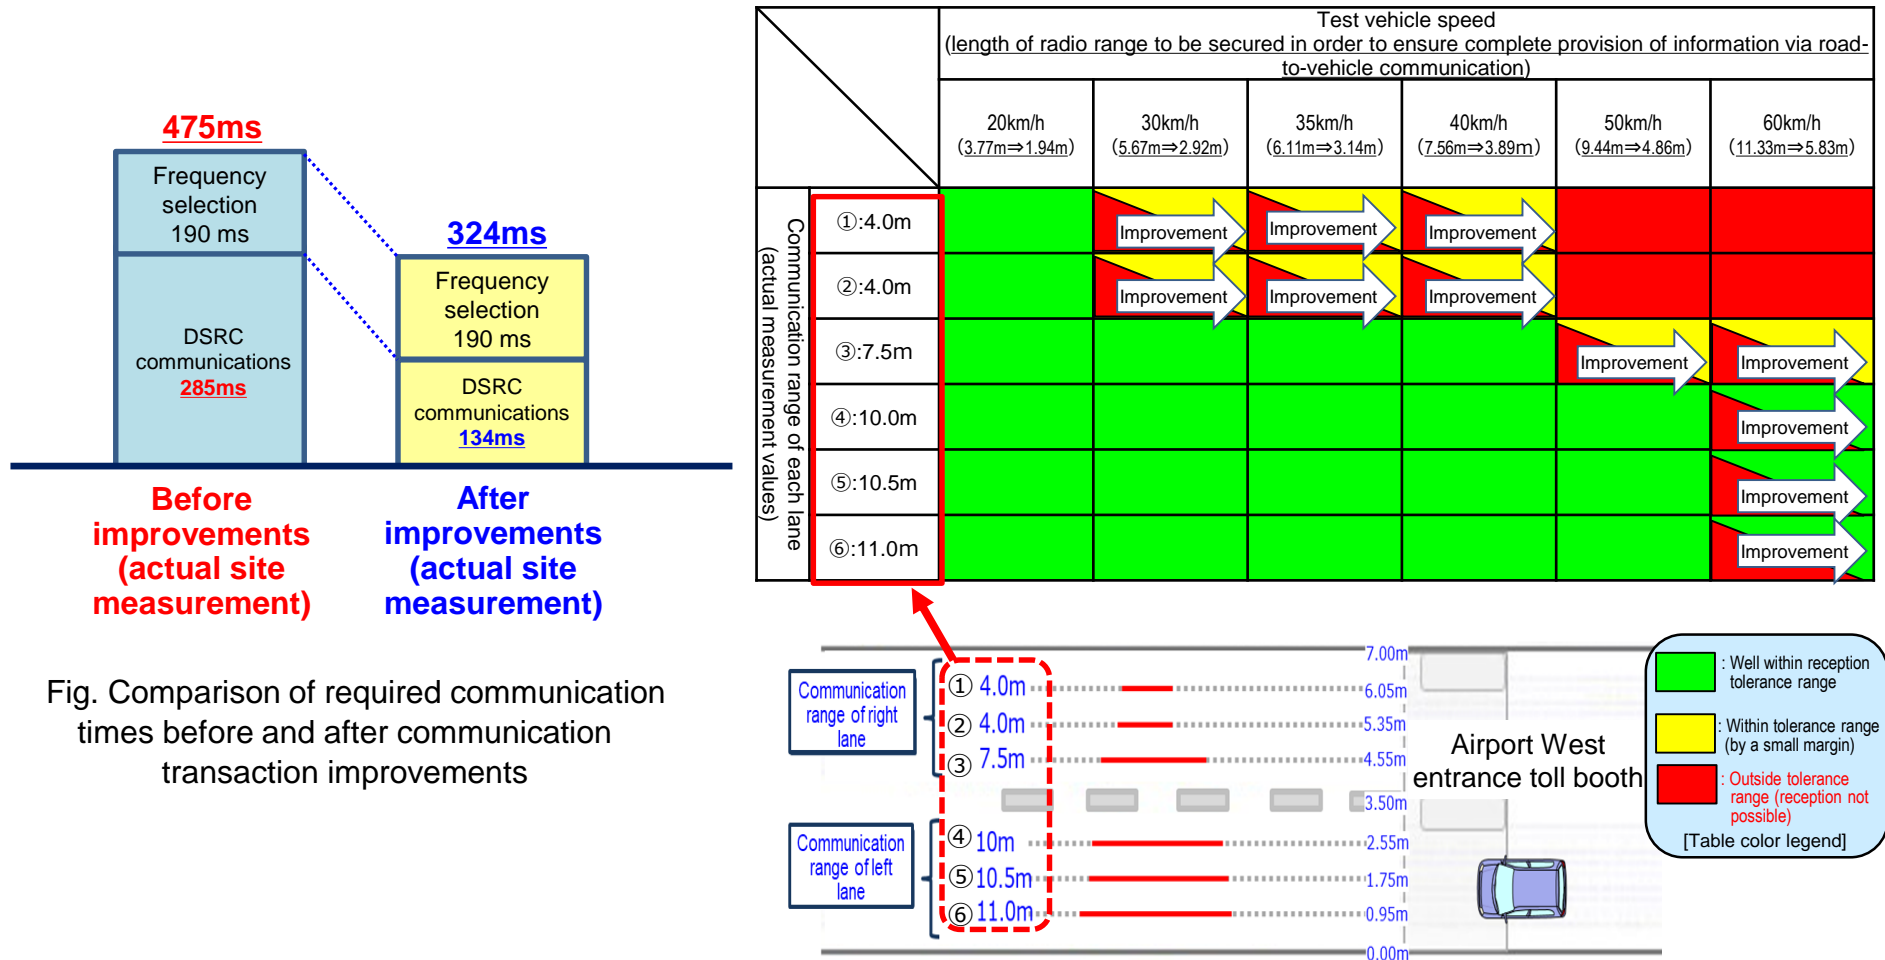 475ms
Frequency
selection
190 ms
DSRC
communications
285ms
324ms
Frequency
selection
190 ms
DSRC
communications
134ms
Before
improvements
(actual site
measurement)
After
improvements
(actual site
measurement)
Fig. Comparison of required communication
times before and after communication
transaction improvements
Test vehicle speed
(length of radio range to be secured in order to ensure complete provision of information via road-
to-vehicle communication)
20km/h
(3.77m⇒1.94m)
30km/h
(5.67m⇒2.92m)
35km/h
(6.11m⇒3.14m)
40km/h
(7.56m⇒3.89m)
50km/h
(9.44m⇒4.86m)
60km/h
(11.33m⇒5.83m)
Communication range of each lane
(actual measurement values)
①:4.0m
Improvement
Improvement
Improvement
②:4.0m
Improvement
Improvement
Improvement
③:7.5m
Improvement
Improvement
④:10.0m
Improvement
⑤:10.5m
Improvement
⑥:11.0m
Improvement
Communication
range of right
lane
① 4.0m
② 4.0m
③ 7.5m
Communication
range of left
lane
④ 10m
⑤ 10.5m
⑥ 11.0m
7.00m
6.05m
5.35m
4.55m
3.50m
2.55m
1.75m
0.95m
0.00m
Airport West
entrance toll booth
: Well within reception
tolerance range
: Within tolerance range
(by a small margin)
: Outside tolerance
range (reception not
possible)
[Table color legend]